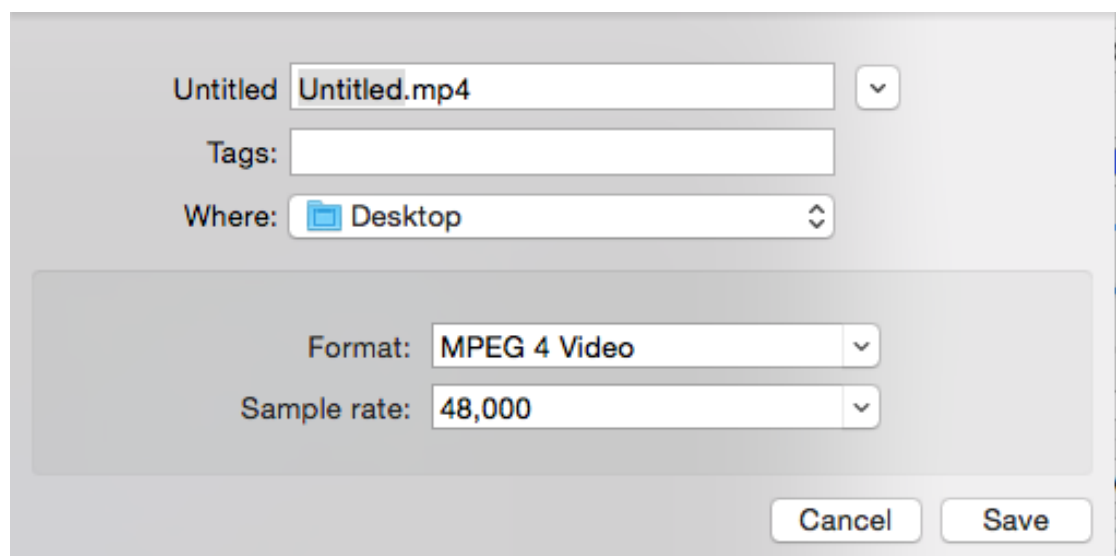 Untitled Untitled.mp4
Tags:
Where: Desktop
Format: MPEG 4 Video
Sample rate: 48,000
Cancel Save